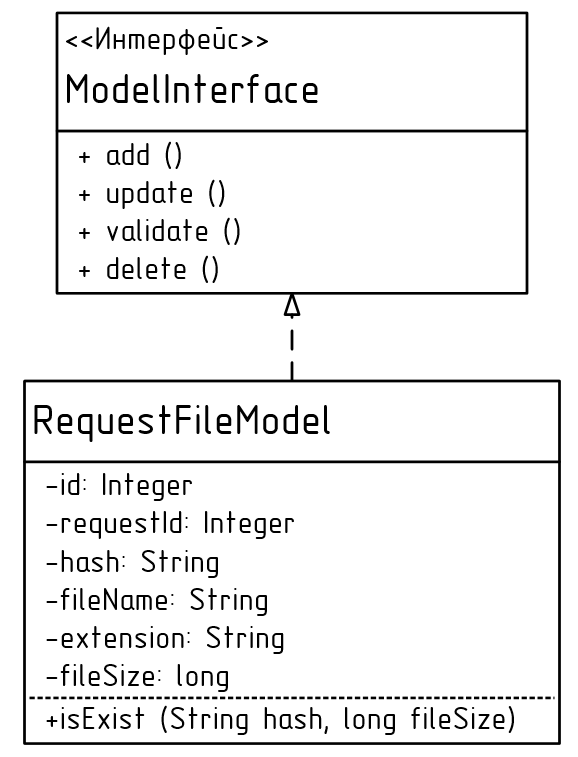 <<Интерфейс>>
ModelInterface
+ add ()
+ update ()
+ validate ()
+ delete ()
RequestFileModel
-id: Integer
-requestId: Integer
-hash: String
-fileName: String
-extension: String
-fileSize: long
+isExist (String hash, long fileSize)